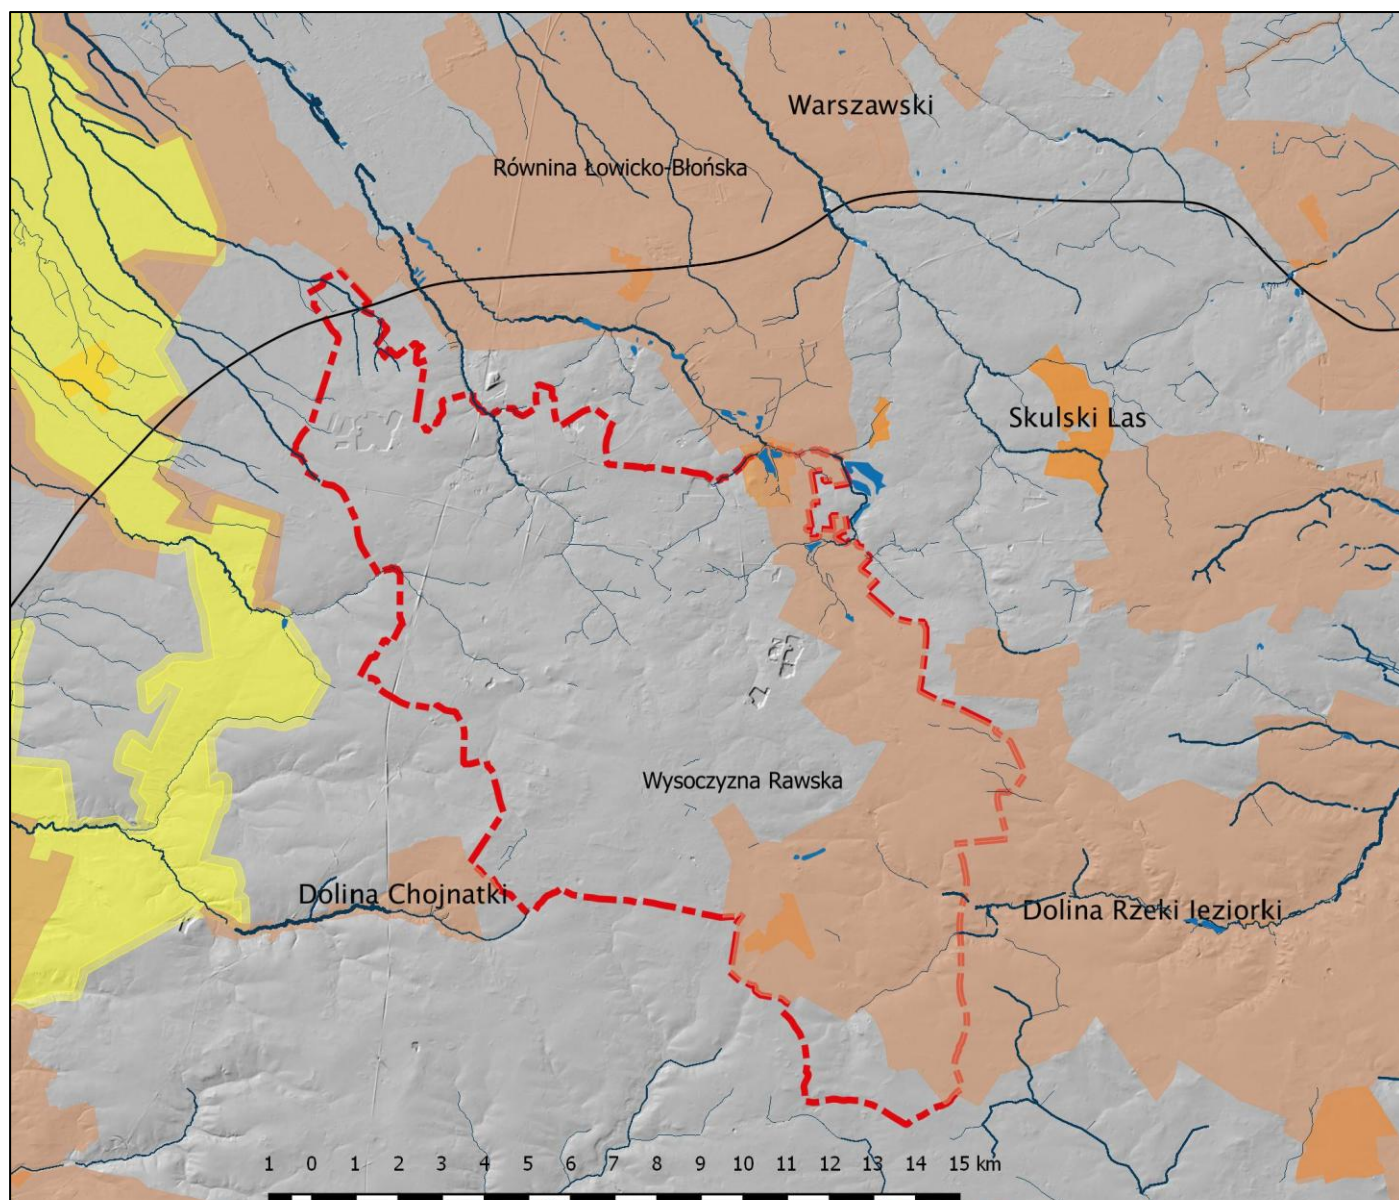 Warszawski
Równina Łowicko-Błońska
Skulski Las
Wysoczyzna Rawska
Dolina Chojnatki
Dolina Rzeki Jeziorki
1 0 1 2 3 4 5 6 7 8 9 10 11 12 13 14 15 km